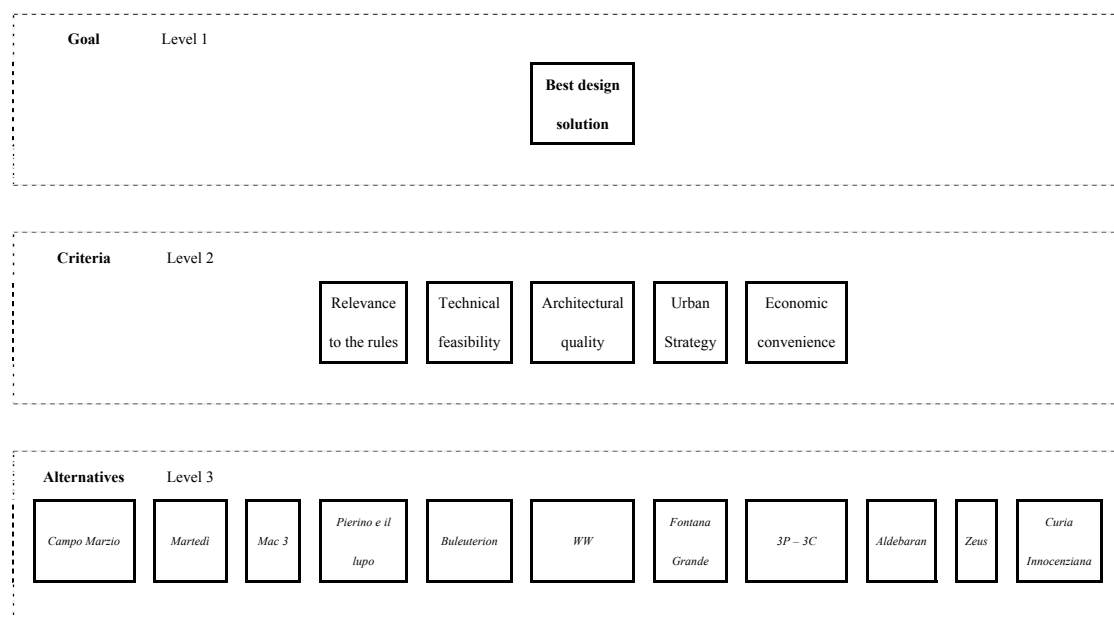 Goal Level 1
Best design
solution
Criteria Level 2
Relevance
to the rules
Technical
feasibility
Architectural
quality
Urban
Strategy
Economic
convenience
Alternatives Level 3
Campo Marzio
Martedì
Mac 3
Pierino e il
lupo
Buleuterion
WW
Fontana
Grande
3P – 3C
Aldebaran
Zeus
Curia
Innocenziana